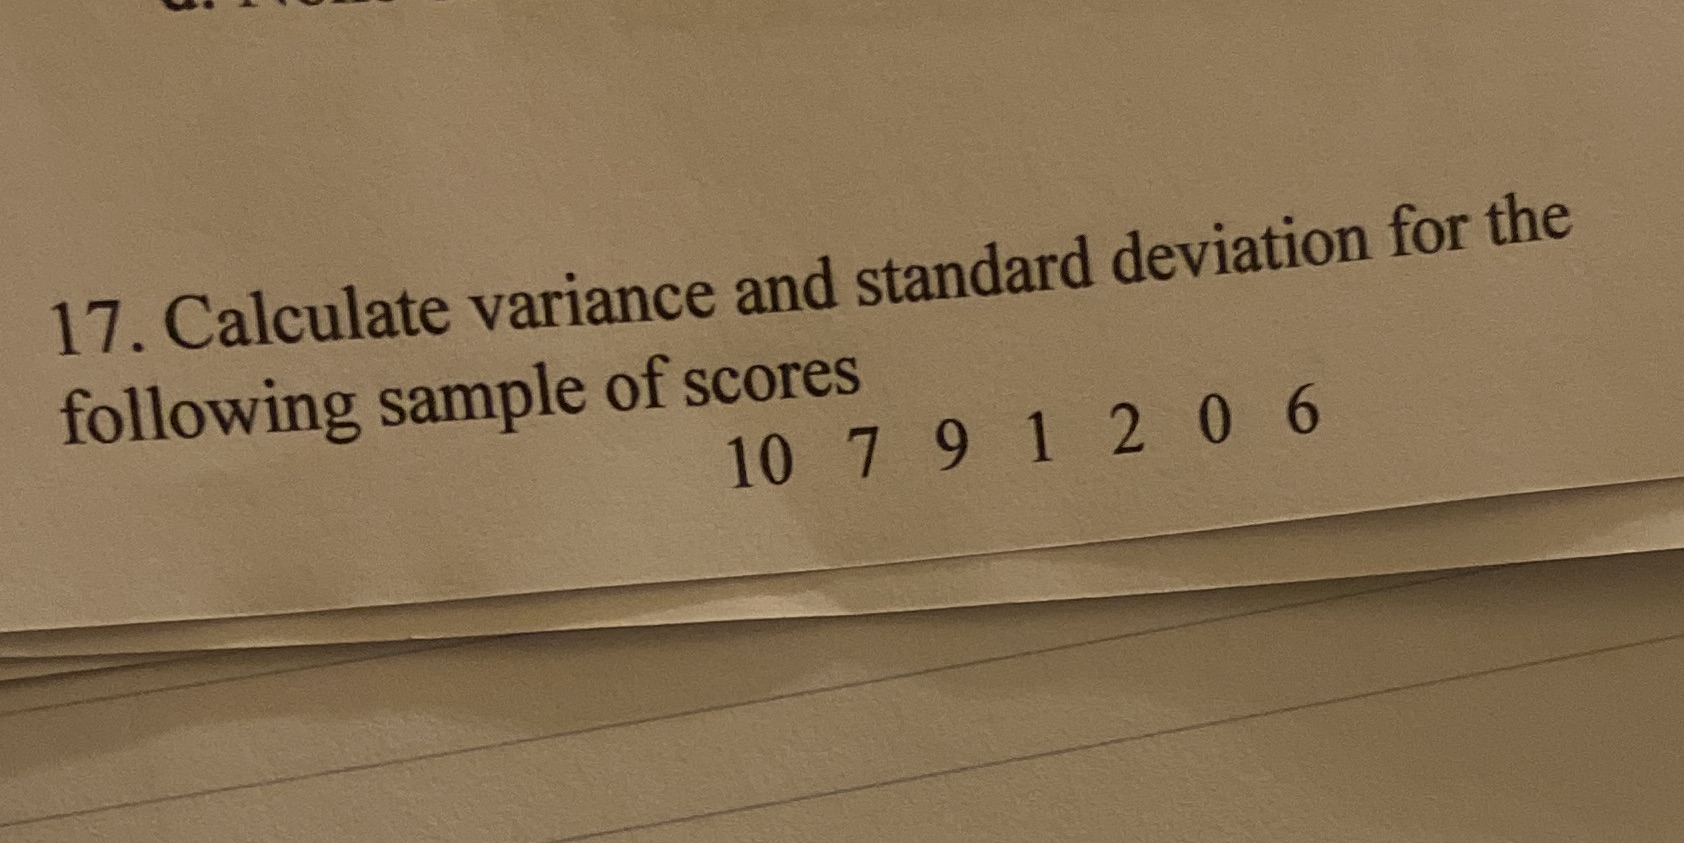 17. Calculate variance and standard deviation for the
following sample of scores
10 7 9 1 2 0 6